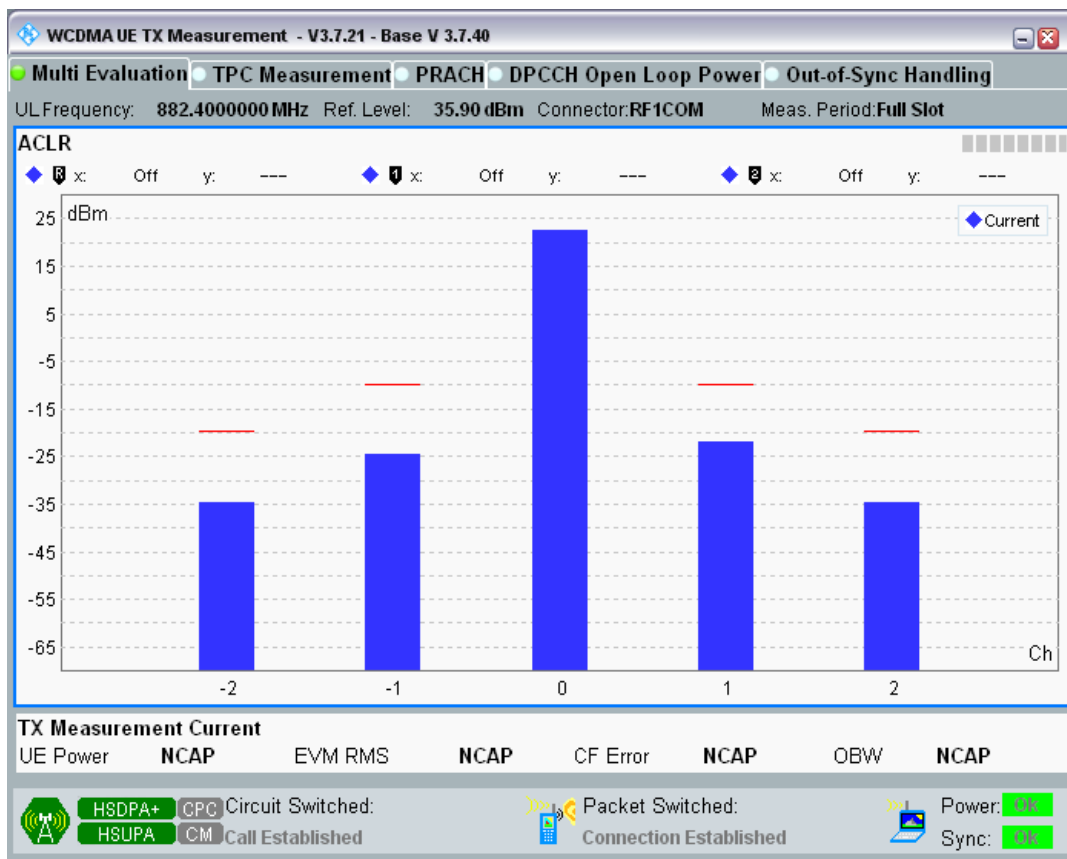 WCDMA UE TX Measurement - V3.7.21 - Base V 3.7.40
Multi Evaluation TPC Measurement PRACH DPCCH Open Loop Power Out-of-Sync Handling
UL Frequency: 882.4000000 MHz Ref. Level: 35.90 dBm Connector:RF1COM Meas. Period:Full Slot
ACLR
R x: Off y: --- 1 x: Off y: --- 2 x: Off y: ---
dBm
Current
25
15
5
-5
-15
-25
-35
-45
-55
-65
Ch
-2 -1 0 1 2
TX Measurement Current
UE Power NCAP EVM RMS NCAP CF Error NCAP OBW NCAP
HSDPA+ CPC Circuit Switched: Packet Switched: Power: OK
HSUPA CM Call Established Connection Established Sync: OK